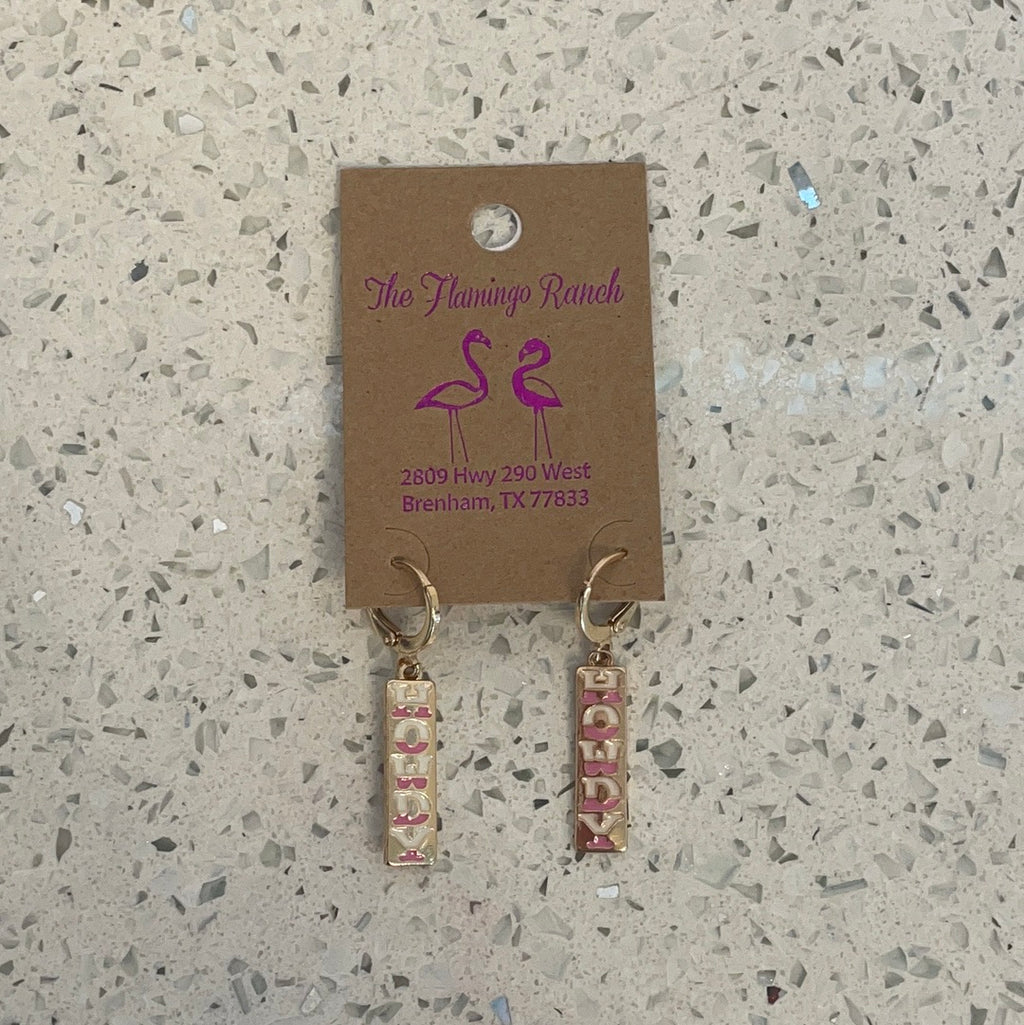 The Flamingo Ranch
2809 Hwy 290 West
Brenham, TX 77833
HOWDY
HOWDY